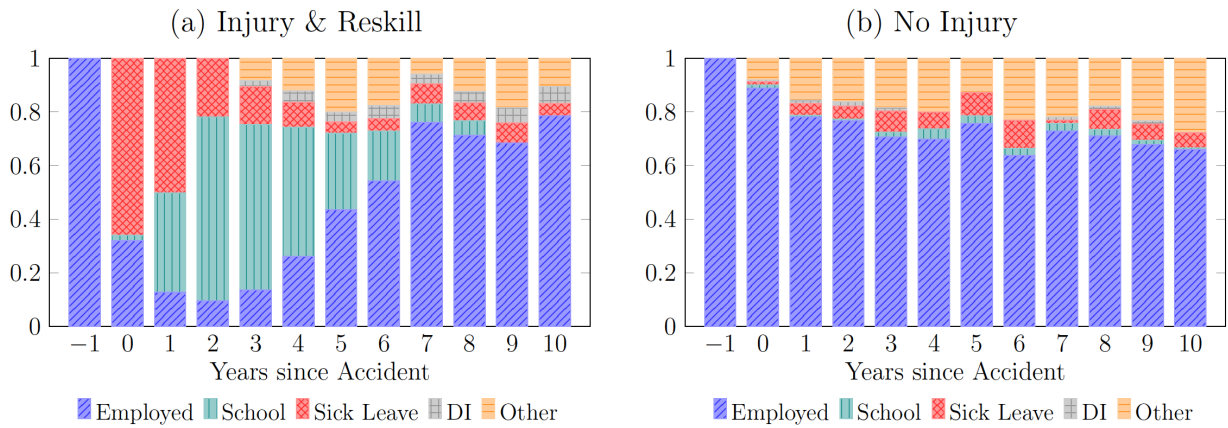 (a) Injury & Reskill
1
0.8
0.6
0.4
0.2
0
−1 0 1 2 3 4 5 6 7 8 9 10
Years since Accident
Employed School Sick Leave DI Other
(b) No Injury
1
0.8
0.6
0.4
0.2
0
−1 0 1 2 3 4 5 6 7 8 9 10
Years since Accident
Employed School Sick Leave DI Other